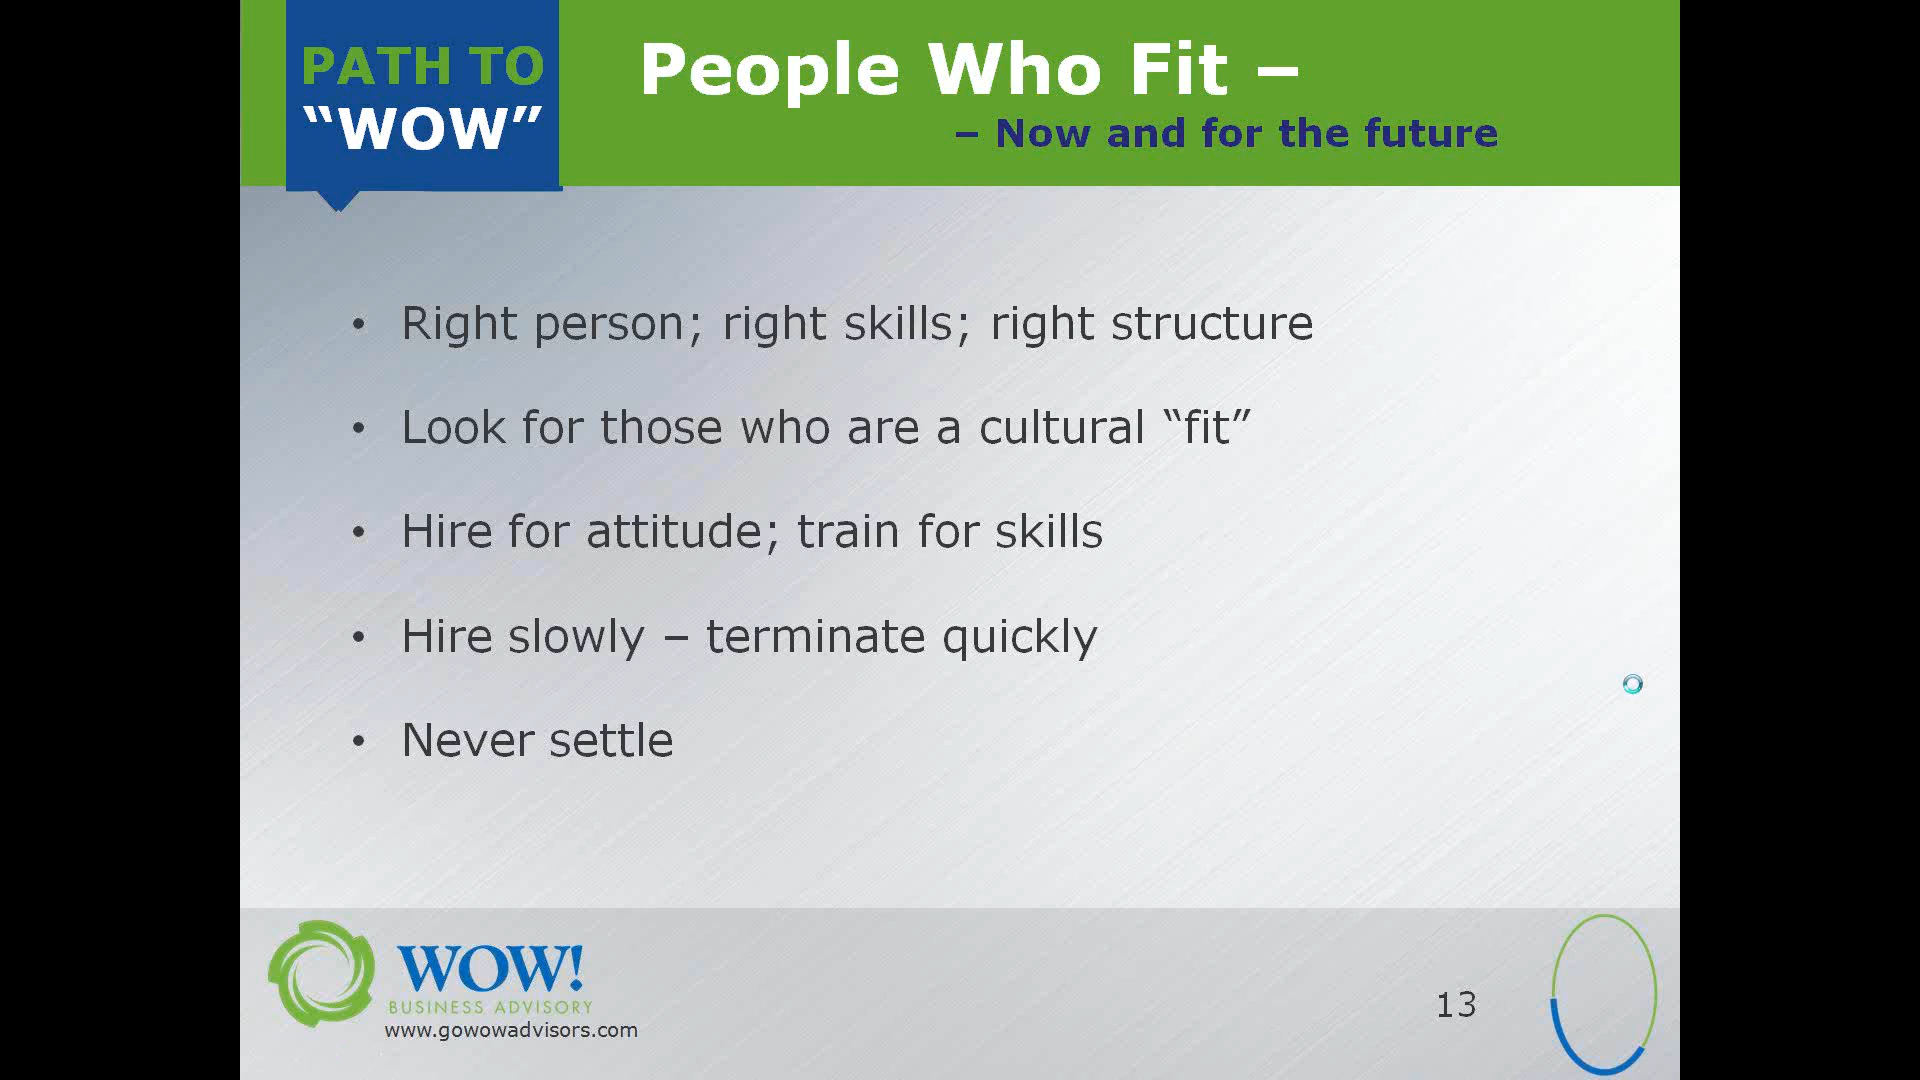 PATH TO
“WOW”
People Who Fit –
– Now and for the future
• Right person; right skills; right structure
• Look for those who are a cultural “fit”
• Hire for attitude; train for skills
• Hire slowly – terminate quickly
• Never settle
WOW!
BUSINESS ADVISORY
www.gowowadvisors.com
13